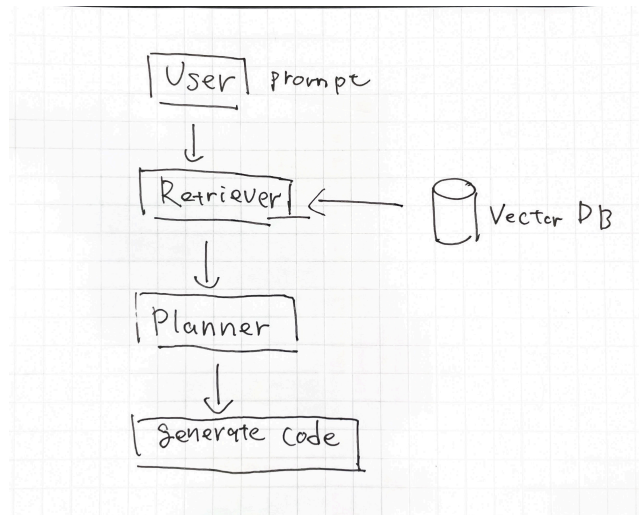 User prompt
Retriever
Vector DB
Planner
generate code